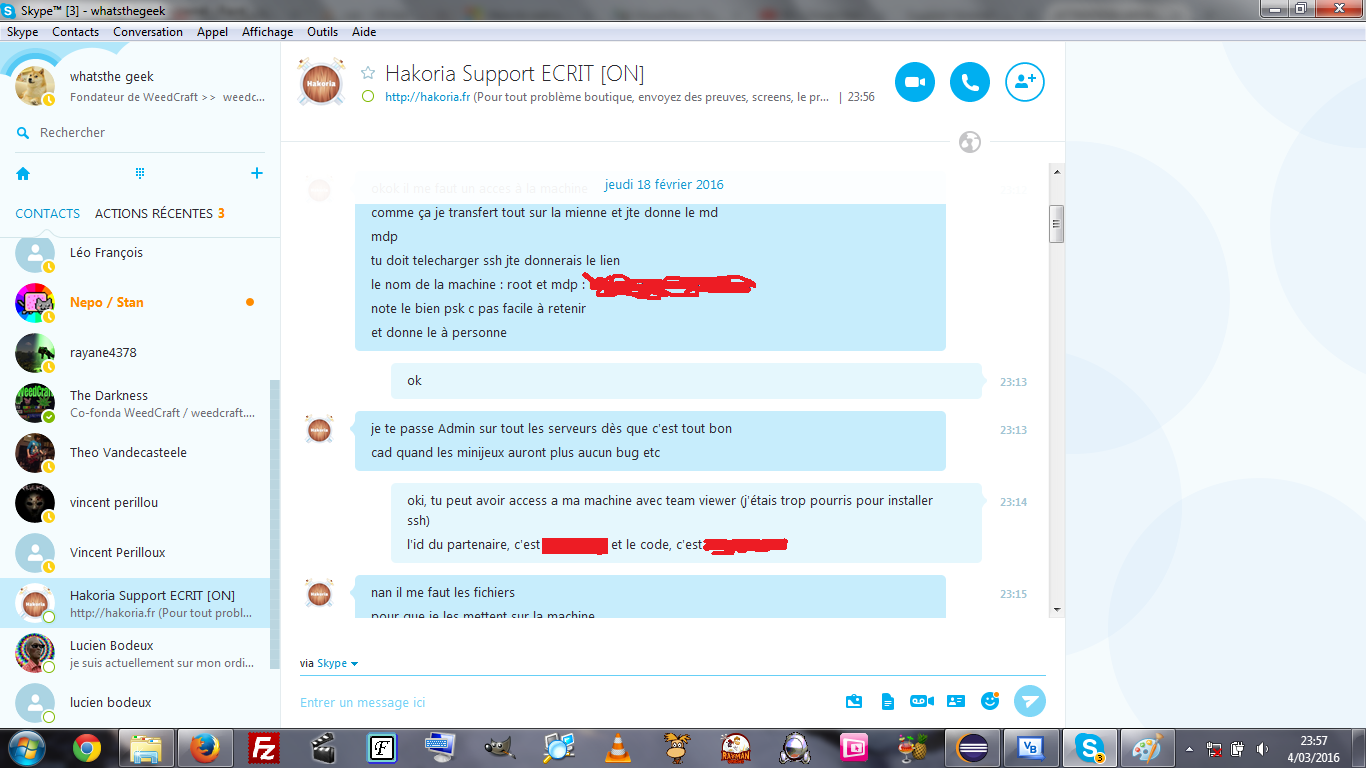 Skype™ [3] - whatsthegeek
Skype Contacts Conversation Appel Affichage Outils Aide
whatsthe geek
Fondateur de WeedCraft >> weedc...
Rechercher
CONTACTS ACTIONS RÉCENTES 3
Léo François
Nepo / Stan
rayane4378
The Darkness
Co-fonda WeedCraft / weedcraft....
Theo Vandecasteele
vincent perillou
Vincent Perilloux
Hakoria Support ECRIT [ON]
http://hakoria.fr (Pour tout probl...
Lucien Bodeux
je suis actuellement sur mon ordi...
lucien bodeux
Hakoria
Hakoria Support ECRIT [ON]
http://hakoria.fr (Pour tout problème boutique, envoyez des preuves, screens, le pr... | 23:56
okok il me faut un acces à la machine
jeudi 18 février 2016
comme ça je transfert tout sur la mienne et jte donne le md
mdp
tu doit telecharger ssh jte donnerais le lien
le nom de la machine : root et mdp :
note le bien psk c pas facile à retenir
et donne le à personne
ok
23:13
je te passe Admin sur tout les serveurs dès que c'est tout bon
23:13
cad quand les minijeux auront plus aucun bug etc
oki, tu peut avoir access a ma machine avec team viewer (j'étais trop pourris pour installer
23:14
ssh)
l'id du partenaire, c'est et le code, c'est
nan il me faut les fichiers
23:15
pour que je les mettent sur la machine
via Skype
Entrer un message ici
23:57
4/03/2016